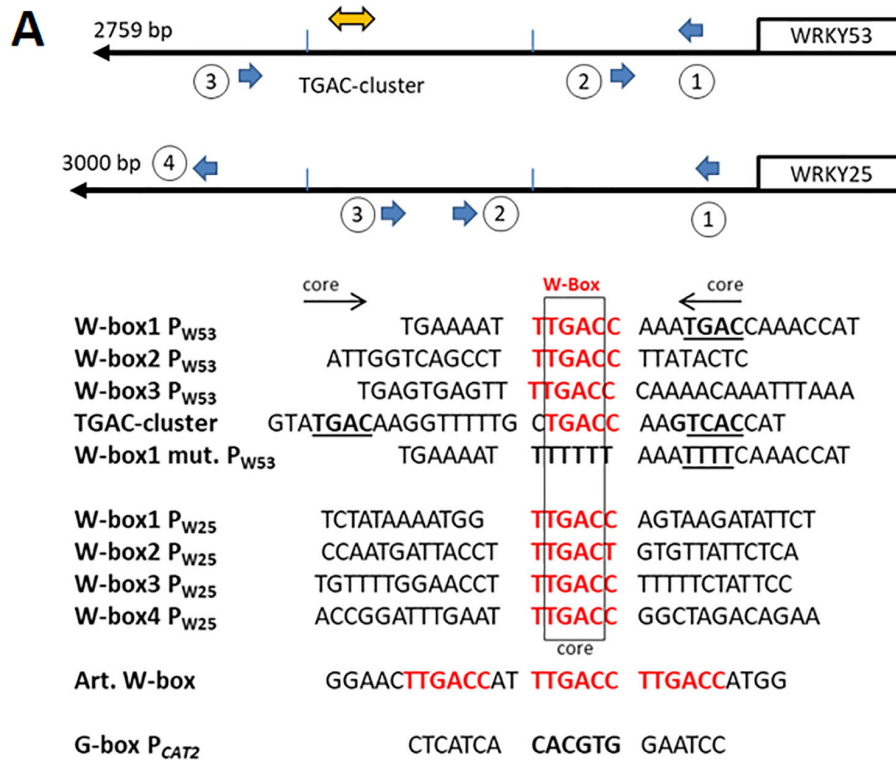 A
2759 bp WRKY53
3 TGAC-cluster 2 1
3000 bp 4 WRKY25
3 2 1
core W-Box core
W-box1 PW53 TGAAAAT TTGACC AAATGACCAAACCAT
W-box2 PW53 ATTGGTCAGCCT TTGACC TTATACTC
W-box3 PW53 TGAGTGAGTT TTGACC CAAAACAAATTTAAA
TGAC-cluster GTATGACAAGGTTTTTG CTGACC AAGTCACCAT
W-box1 mut. PW53 TGAAAAT TTTTTT AAATTTTCAAACCAT
W-box1 PW25 TCTATAAAATGG TTGACC AGTAAGATATTCT
W-box2 PW25 CCAATGATTACCT TTGACT GTGTTATTCTCA
W-box3 PW25 TGTTTTGGAACCT TTGACC TTTTTCTATTCC
W-box4 PW25 ACCGGATTTGAAT TTGACC GGCTAGACAGAA
core
Art. W-box GGAACTTGACCAT TTGACC TTGACCATGG
G-box PCAT2 CTCATCA CACGTG GAATCC